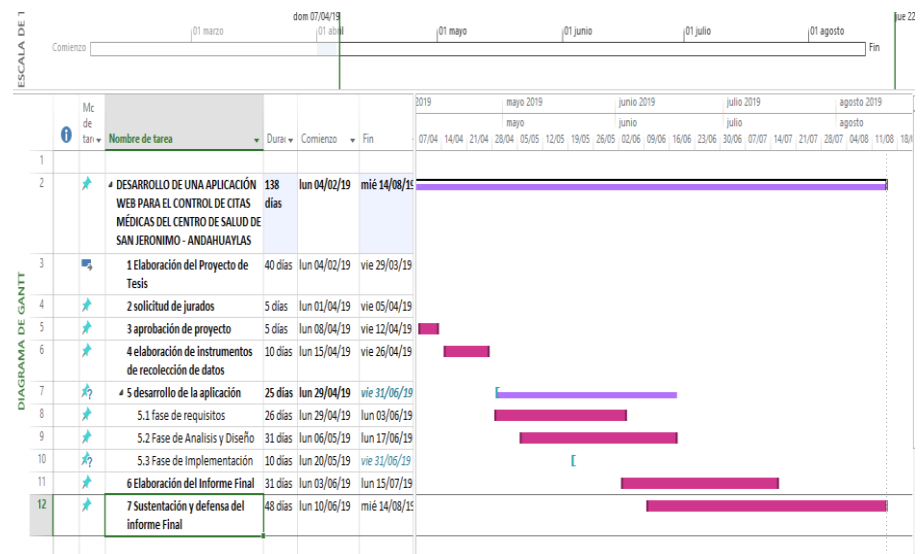 dom 07/04/19
jue 22
01 marzo
01 abril
01 mayo
01 junio
01 julio
01 agosto
Comienzo
Fin
ESCALA DE T
DIAGRAMA DE GANTT
Mc de tare Nombre de tarea Durac Comienzo Fin
2019 mayo 2019 junio 2019 julio 2019 agosto 2019
mayo junio julio agosto
07/04 14/04 21/04 28/04 05/05 12/05 19/05 26/05 02/06 09/06 16/06 23/06 30/06 07/07 14/07 21/07 28/07 04/08 11/08 18/0
1
2 DESARROLLO DE UNA APLICACIÓN 138 lun 04/02/19 mié 14/08/19
WEB PARA EL CONTROL DE CITAS días
MÉDICAS DEL CENTRO DE SALUD DE
SAN JERONIMO - ANDAHUAYLAS
3 1 Elaboración del Proyecto de 40 días lun 04/02/19 vie 29/03/19
Tesis
4 2 solicitud de jurados 5 días lun 01/04/19 vie 05/04/19
5 3 aprobación de proyecto 5 días lun 08/04/19 vie 12/04/19
6 4 elaboración de instrumentos 10 días lun 15/04/19 vie 26/04/19
de recolección de datos
7 5 desarrollo de la aplicación 25 días lun 29/04/19 vie 31/06/19
8 5.1 fase de requisitos 26 días lun 29/04/19 lun 03/06/19
9 5.2 Fase de Analisis y Diseño 31 días lun 06/05/19 lun 17/06/19
10 5.3 Fase de Implementación 10 días lun 20/05/19 vie 31/06/19
11 6 Elaboración del Informe Final 31 días lun 03/06/19 lun 15/07/19
12 7 Sustentación y defensa del 48 días lun 10/06/19 mié 14/08/19
informe Final